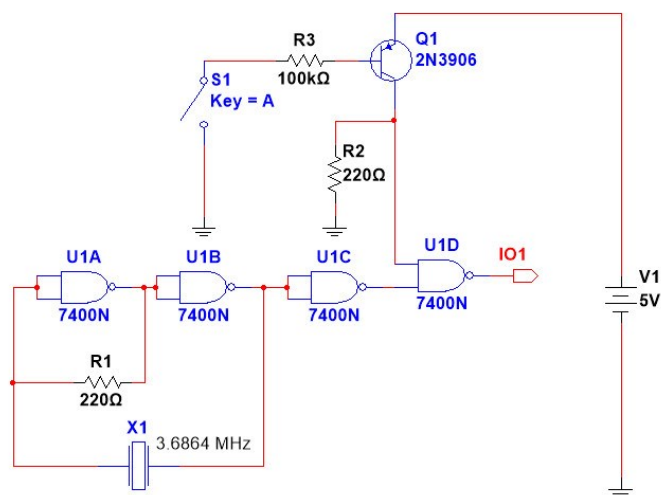 R3
100kΩ
Q1
2N3906
S1
Key = A
R2
220Ω
U1A
7400N
U1B
7400N
U1C
7400N
U1D
7400N
IO1
V1
5V
R1
220Ω
X1
3.6864 MHz